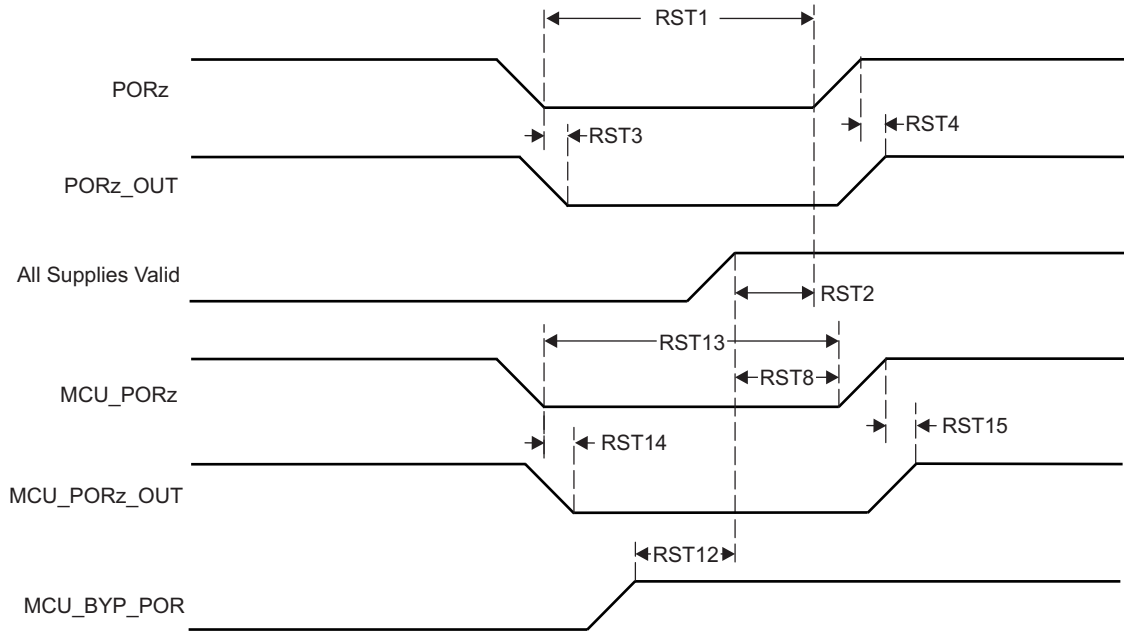 RST1
PORz
RST3
RST4
PORz_OUT
All Supplies Valid
RST2
RST13
RST8
MCU_PORz
RST14
RST15
MCU_PORz_OUT
RST12
MCU_BYP_POR